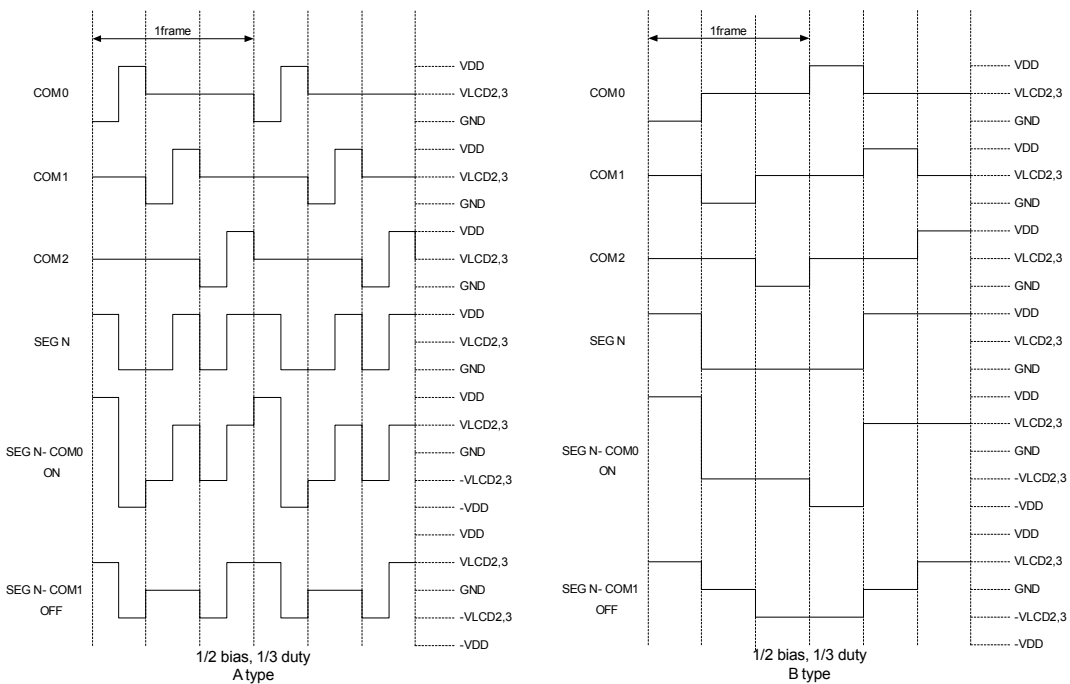 1frame
COM0
VDD
VLCD2,3
GND
COM1
VDD
VLCD2,3
GND
COM2
VDD
VLCD2,3
GND
SEG N
VDD
VLCD2,3
GND
SEG N- COM0
ON
VDD
VLCD2,3
GND
-VLCD2,3
-VDD
SEG N- COM1
OFF
VDD
VLCD2,3
GND
-VLCD2,3
-VDD
1/2 bias, 1/3 duty
A type
1frame
COM0
VDD
VLCD2,3
GND
COM1
VDD
VLCD2,3
GND
COM2
VDD
VLCD2,3
GND
SEG N
VDD
VLCD2,3
GND
SEG N- COM0
ON
VDD
VLCD2,3
GND
-VLCD2,3
-VDD
SEG N- COM1
OFF
VDD
VLCD2,3
GND
-VLCD2,3
-VDD
1/2 bias, 1/3 duty
B type